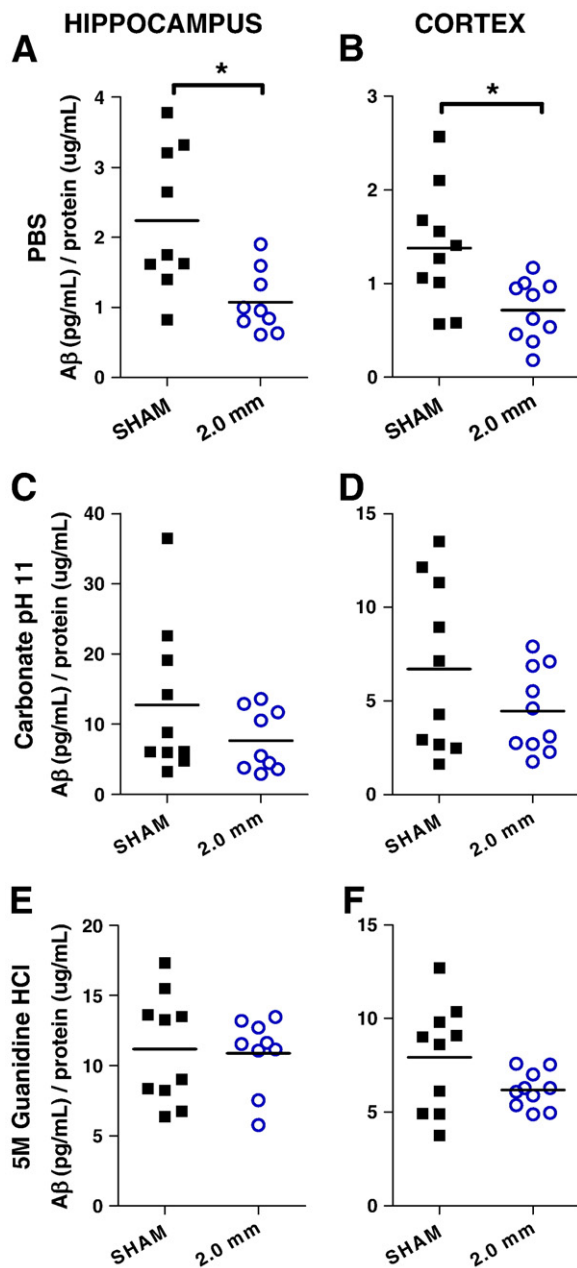 HIPPOCAMPUS CORTEX
A B
* *
PBS
Aβ (pg/mL) / protein (ug/mL)
4
3
2
1
0
3
2
1
0
SHAM 2.0 mm SHAM 2.0 mm
C D
Carbonate pH 11
Aβ (pg/mL) / protein (ug/mL)
40
30
20
10
0
15
10
5
0
SHAM 2.0 mm SHAM 2.0 mm
E F
5M Guanidine HCl
Aβ (pg/mL) / protein (ug/mL)
20
15
10
5
0
15
10
5
0
SHAM 2.0 mm SHAM 2.0 mm